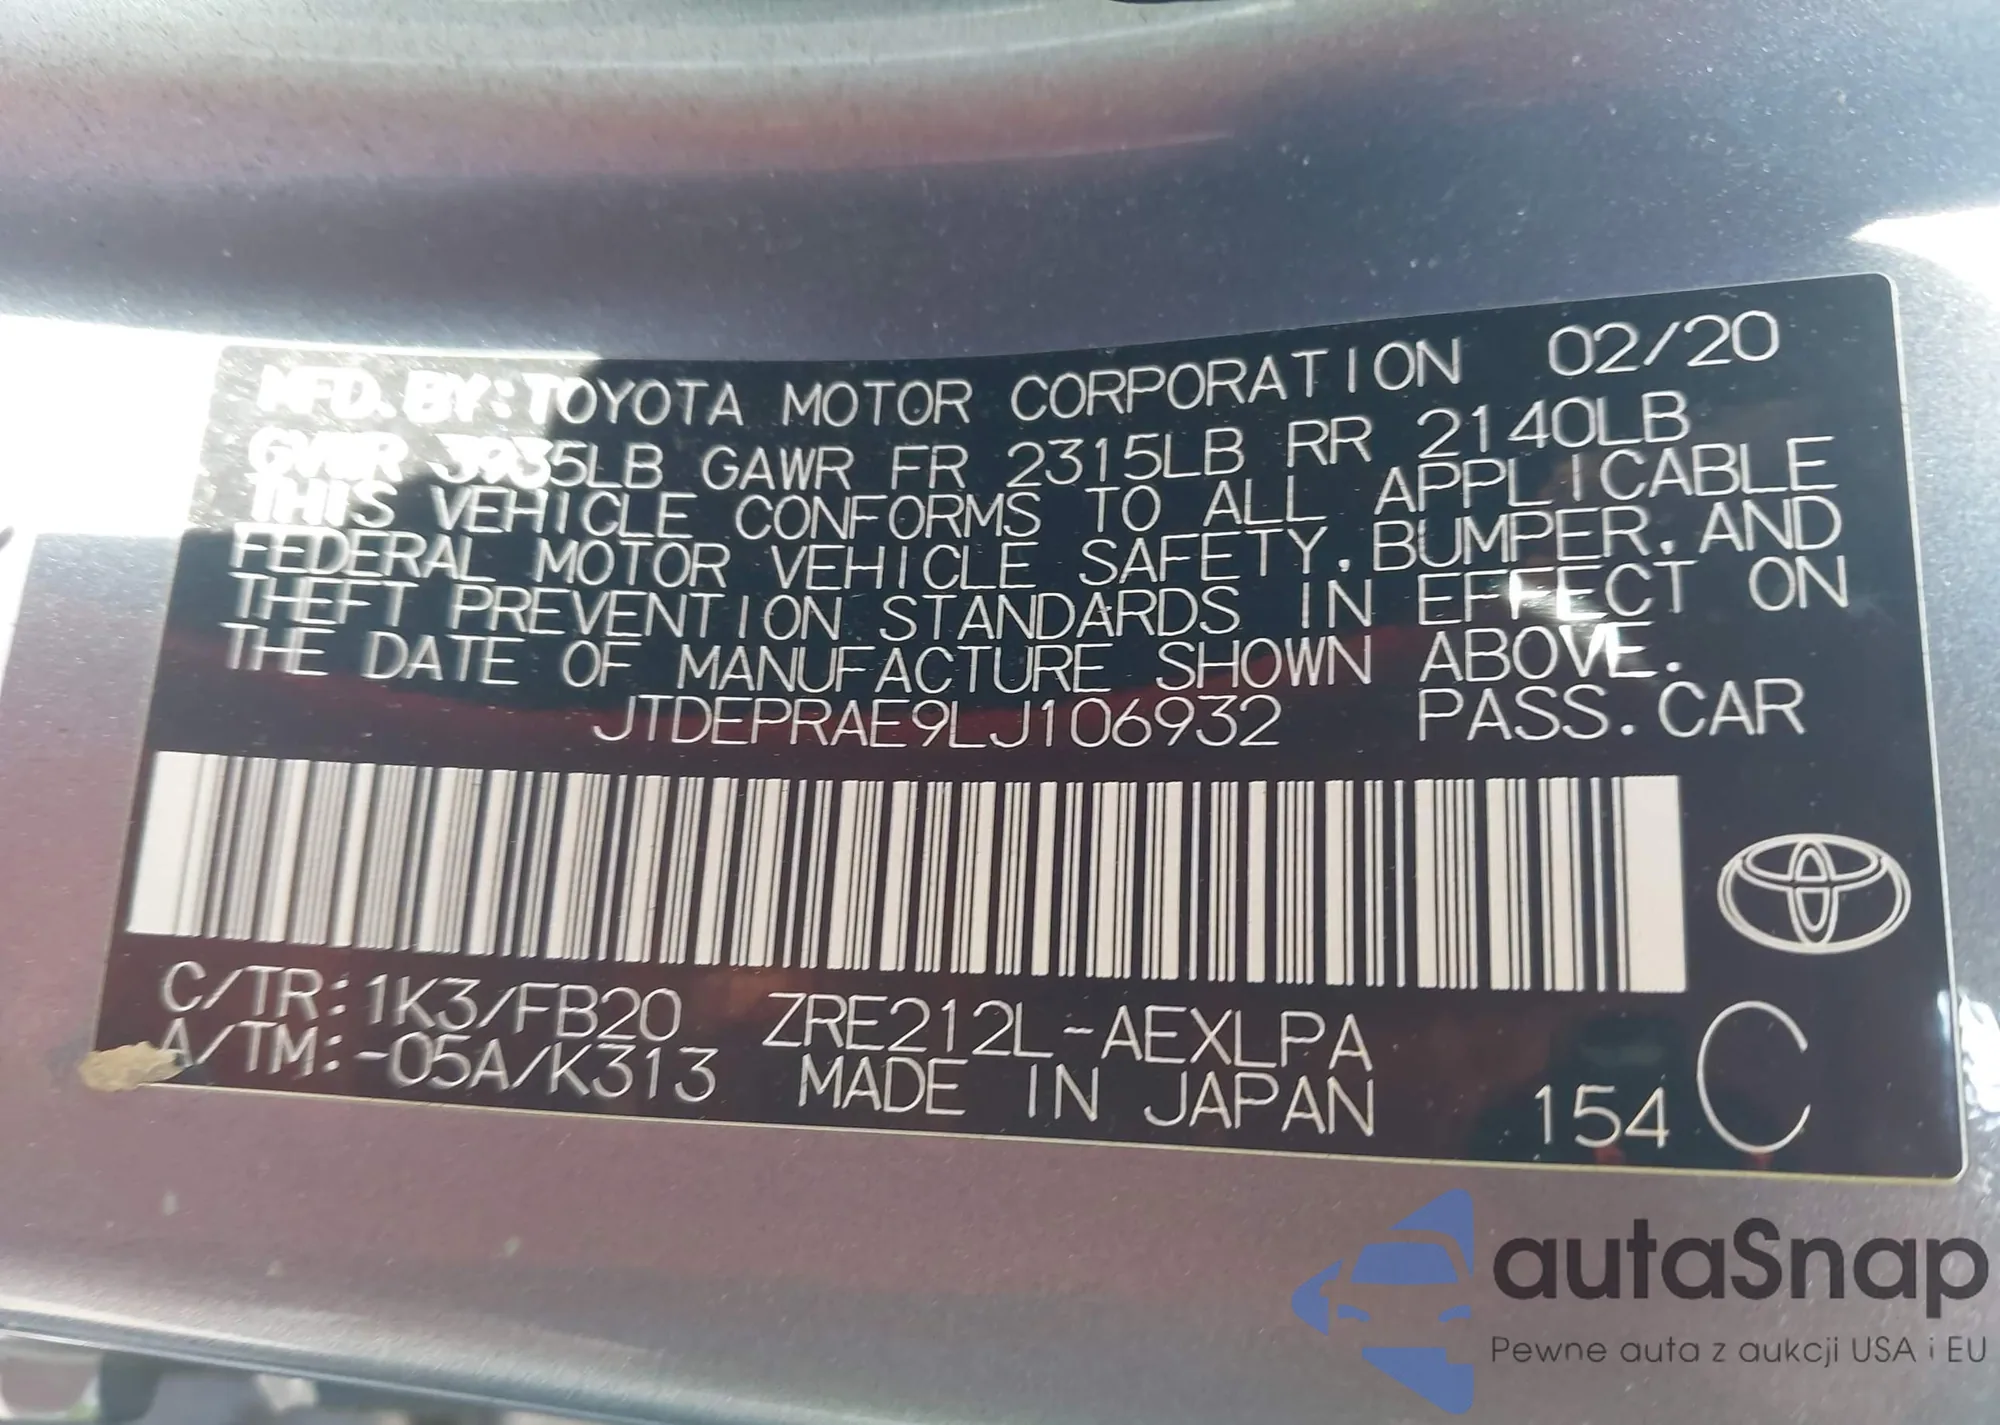 MFD. BY: TOYOTA MOTOR CORPORATION 02/20
GVWR 3935LB GAWR FR 2315LB RR 2140LB
THIS VEHICLE CONFORMS TO ALL APPLICABLE
FEDERAL MOTOR VEHICLE SAFETY, BUMPER, AND
THEFT PREVENTION STANDARDS IN EFFECT ON
THE DATE OF MANUFACTURE SHOWN ABOVE.
JTDEPRAE9LJ106932 PASS. CAR
C/TR: 1K3/FB20 ZRE212L-AEXLPA
A/TM: -05A/K313 MADE IN JAPAN 154 C
autaSnap
Pewne auta z aukcji USA i EU